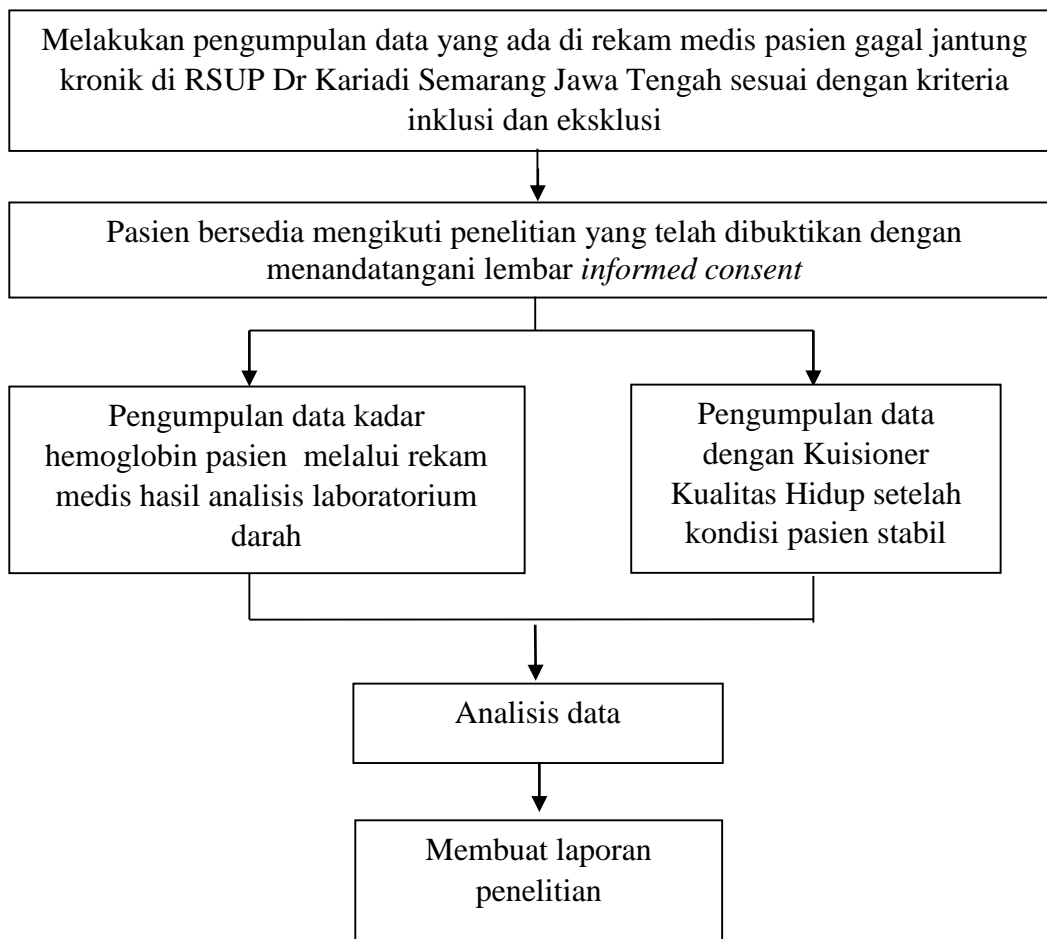 Melakukan pengumpulan data yang ada di rekam medis pasien gagal jantung
kronik di RSUP Dr Kariadi Semarang Jawa Tengah sesuai dengan kriteria
inklusi dan eksklusi
Pasien bersedia mengikuti penelitian yang telah dibuktikan dengan
menandatangani lembar informed consent
Pengumpulan data kadar
hemoglobin pasien melalui rekam
medis hasil analisis laboratorium
darah
Pengumpulan data
dengan Kuisioner
Kualitas Hidup setelah
kondisi pasien stabil
Analisis data
Membuat laporan
penelitian